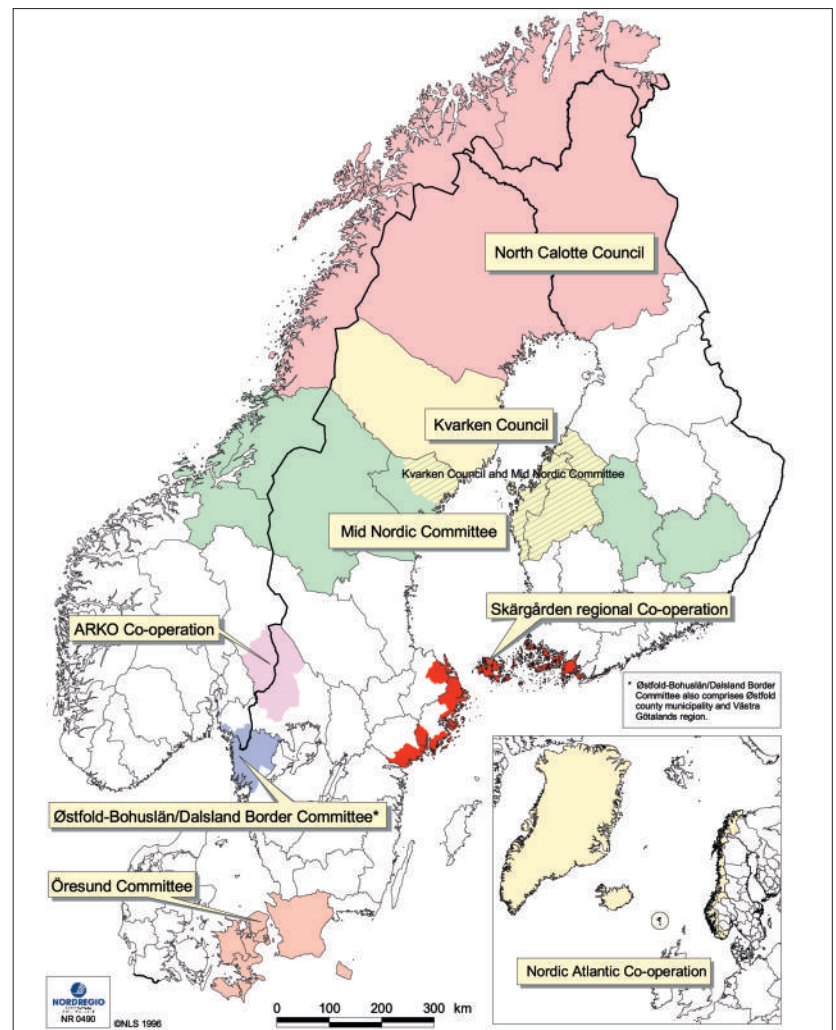 North Calotte Council
Kvarken Council
Kvarken Council and Mid Nordic Committee
Mid Nordic Committee
Skärgården regional Co-operation
ARKO Co-operation
* Østfold-Bohuslän/Dalsland Border
Committee also comprises Østfold
county municipality and Västra
Götalands region.
Østfold-Bohuslän/Dalsland Border Committee*
Öresund Committee
Nordic Atlantic Co-operation
NORDREGIO
NR 0490
©NLS 1996
0 100 200 300 km